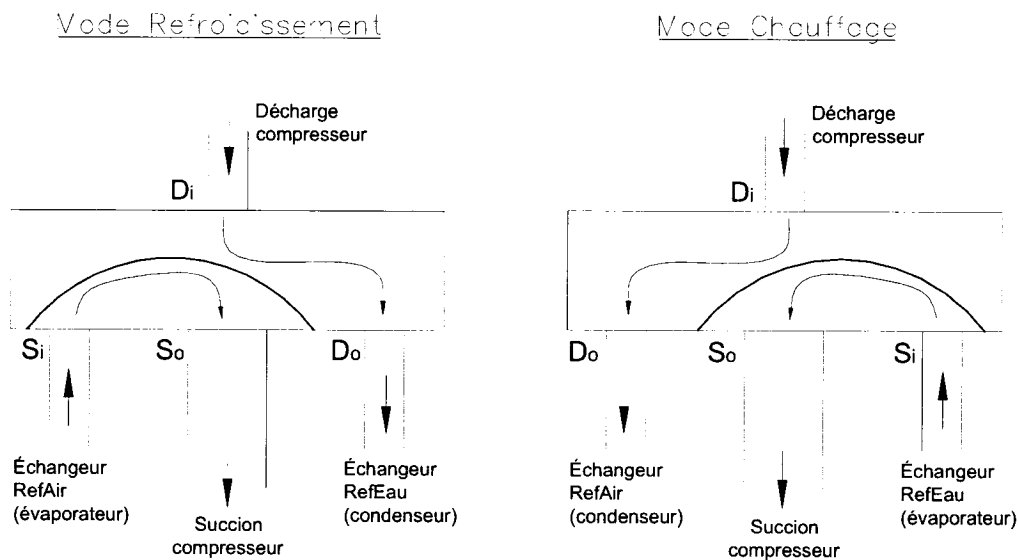 Mode Refroidissement
Décharge
compresseur
Di
Si
So
Do
Échangeur
RefAir
(évaporateur)
Succion
compresseur
Échangeur
RefEau
(condenseur)
Mode Chauffage
Décharge
compresseur
Di
Do
So
Si
Échangeur
RefAir
(condenseur)
Succion
compresseur
Échangeur
RefEau
(évaporateur)